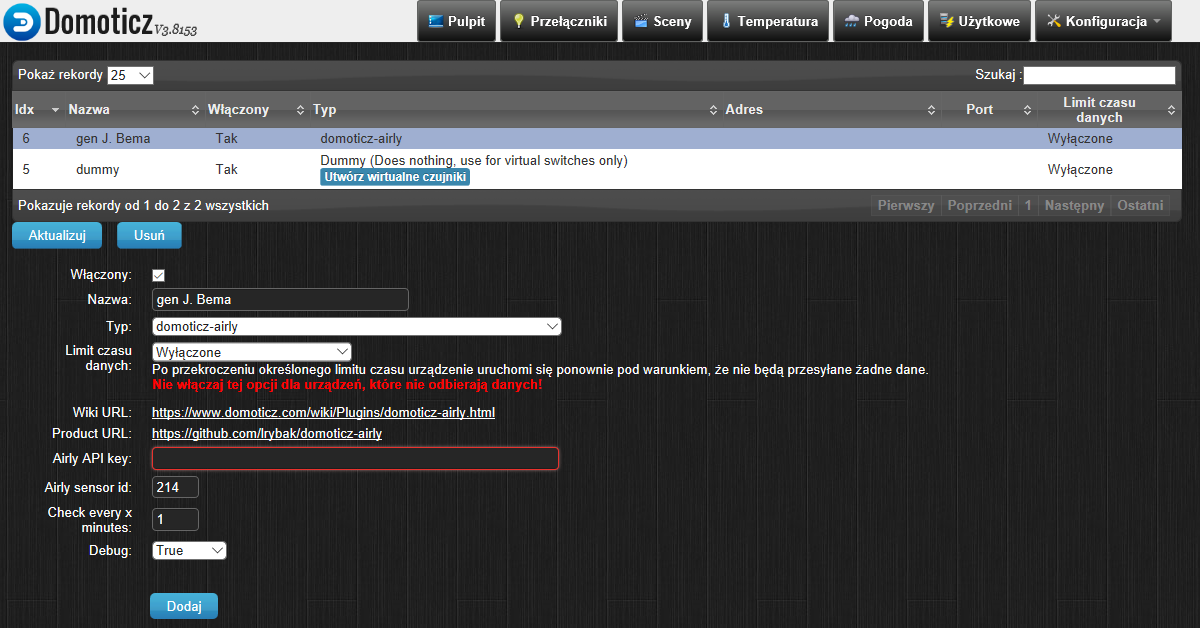 Domoticz V3.8153
Pulpit Przełączniki Sceny Temperatura Pogoda Użytkowe Konfiguracja
Pokaż rekordy 25 Szukaj :
Idx Nazwa Włączony Typ Adres Port Limit czasu danych
6 gen J. Bema Tak domoticz-airly Wyłączone
5 dummy Tak Dummy (Does nothing, use for virtual switches only) Wyłączone
Utwórz wirtualne czujniki
Pokazuje rekordy od 1 do 2 z 2 wszystkich Pierwszy Poprzedni 1 Następny Ostatni
Aktualizuj Usuń
Włączony:
Nazwa: gen J. Bema
Typ: domoticz-airly
Limit czasu danych: Wyłączone
Po przekroczeniu określonego limitu czasu urządzenie uruchomi się ponownie pod warunkiem, że nie będą przesyłane żadne dane.
Nie włączaj tej opcji dla urządzeń, które nie odbierają danych!
Wiki URL: https://www.domoticz.com/wiki/Plugins/domoticz-airly.html
Product URL: https://github.com/lrybak/domoticz-airly
Airly API key:
Airly sensor id: 214
Check every x minutes: 1
Debug: True
Dodaj